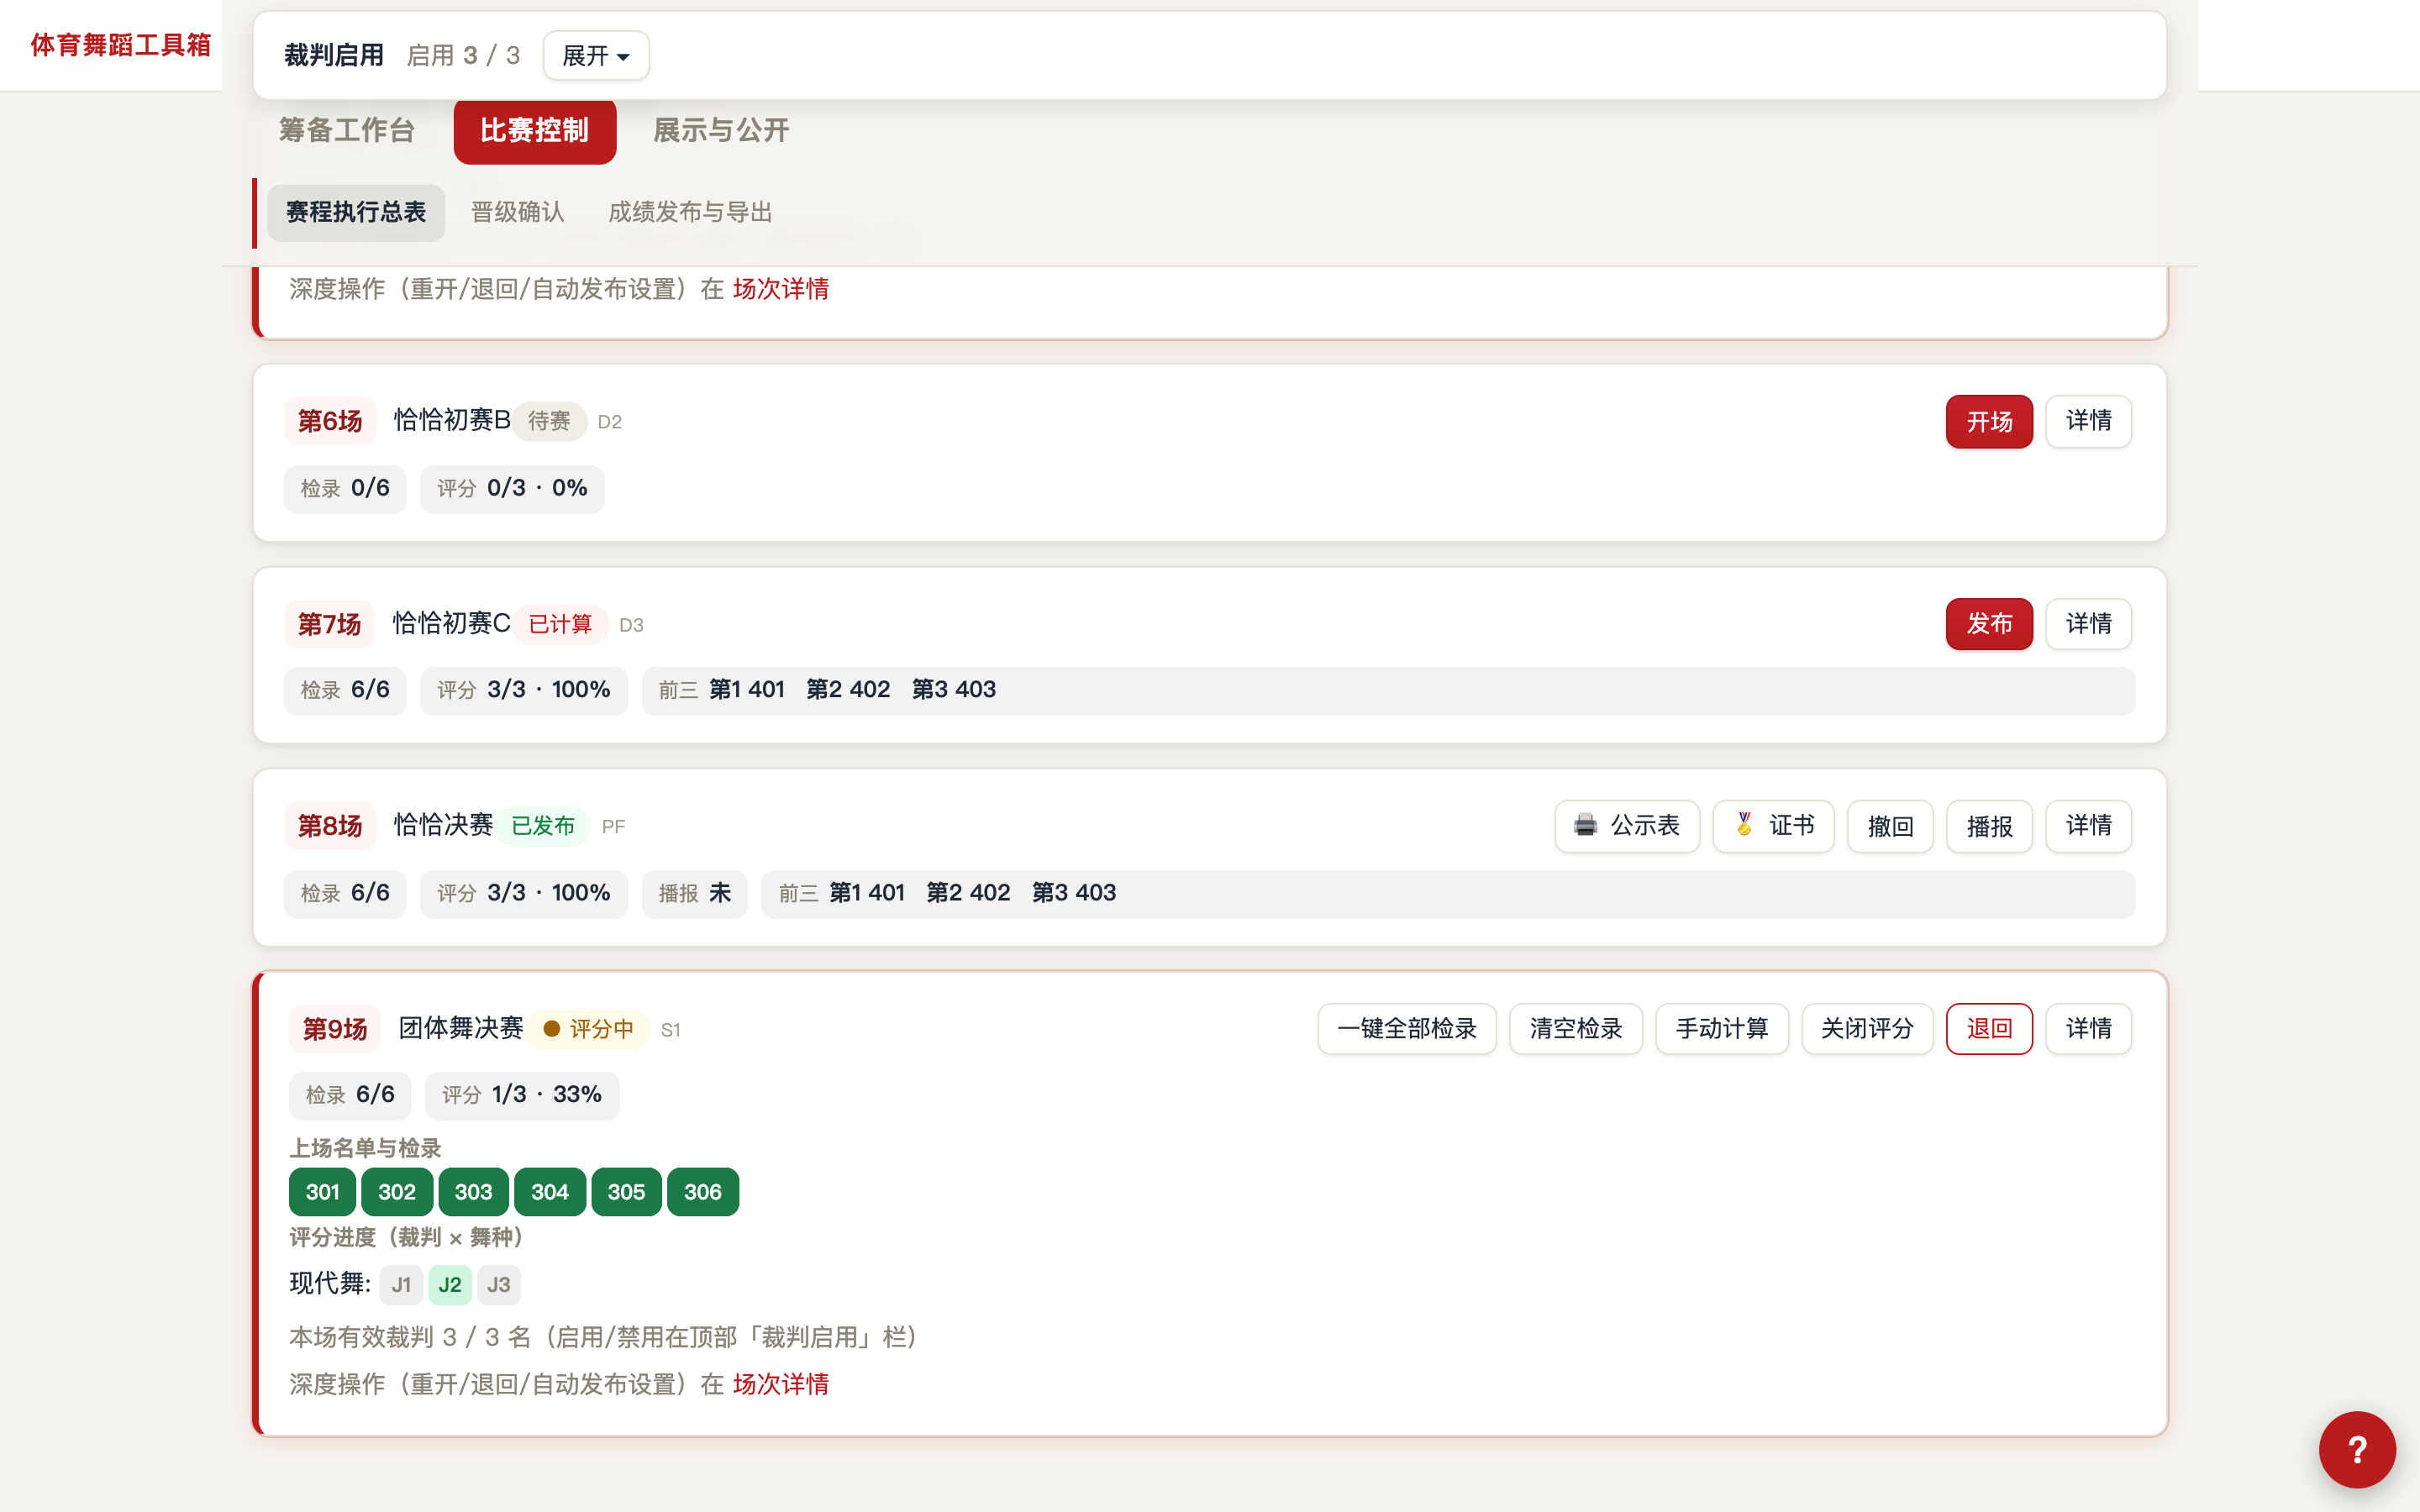 体育舞蹈工具箱
裁判启用 启用 3 / 3 展开
筹备工作台 比赛控制 展示与公开
赛程执行总表 晋级确认 成绩发布与导出
深度操作（重开/退回/自动发布设置）在 场次详情
第6场 恰恰初赛B 待赛 D2 开场 详情
检录 0/6 评分 0/3 · 0%
第7场 恰恰初赛C 已计算 D3 发布 详情
检录 6/6 评分 3/3 · 100% 前三 第1 401 第2 402 第3 403
第8场 恰恰决赛 已发布 PF 公示表 证书 撤回 播报 详情
检录 6/6 评分 3/3 · 100% 播报 未 前三 第1 401 第2 402 第3 403
第9场 团体舞决赛 评分中 S1 一键全部检录 清空检录 手动计算 关闭评分 退回 详情
检录 6/6 评分 1/3 · 33%
上场名单与检录
301 302 303 304 305 306
评分进度（裁判 × 舞种）
现代舞: J1 J2 J3
本场有效裁判 3 / 3 名（启用/禁用在顶部「裁判启用」栏）
深度操作（重开/退回/自动发布设置）在 场次详情
?